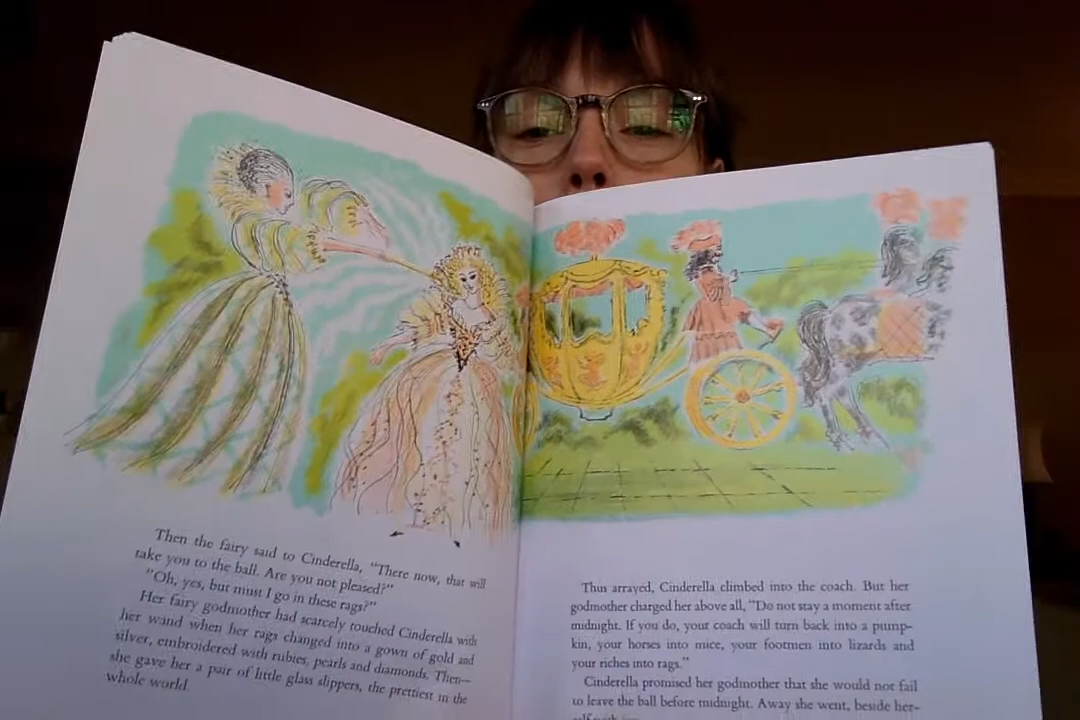 Then the fairy said to Cinderella, “There now, that will
take you to the ball. Are you not pleased?”
“Oh, yes, but must I go in these rags?”
Her fairy godmother had scarcely touched Cinderella with
her wand when her rags changed into a gown of gold and
silver, embroidered with rubies, pearls and diamonds. Then—
she gave her a pair of little glass slippers, the prettiest in the
whole world.
Thus arrayed, Cinderella climbed into the coach. But her
godmother charged her above all, “Do not stay a moment after
midnight. If you do, your coach will turn back into a pump-
kin, your horses into mice, your footmen into lizards and
your riches into rags.”
Cinderella promised her godmother that she would not fail
to leave the ball before midnight. Away she went, beside her-